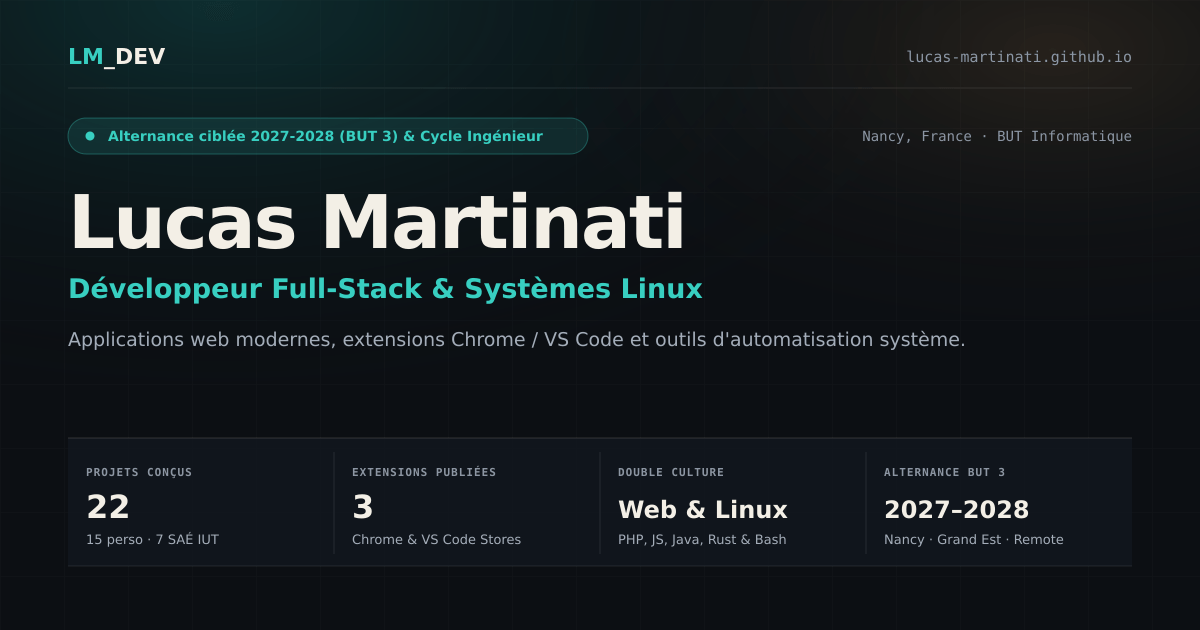 LM_DEV
lucas-martinati.github.io
Alternance ciblée 2027-2028 (BUT 3) & Cycle Ingénieur
Nancy, France · BUT Informatique
Lucas Martinati
Développeur Full-Stack & Systèmes Linux
Applications web modernes, extensions Chrome / VS Code et outils d'automatisation système.
PROJETS CONÇUS
22
15 perso · 7 SAÉ IUT
EXTENSIONS PUBLIÉES
3
Chrome & VS Code Stores
DOUBLE CULTURE
Web & Linux
PHP, JS, Java, Rust & Bash
ALTERNANCE BUT 3
2027–2028
Nancy · Grand Est · Remote